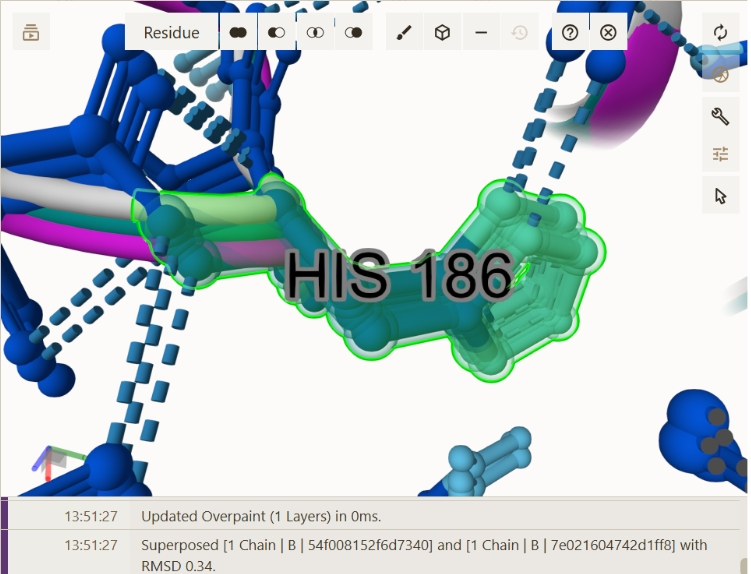 Residue
HIS 186
13:51:27 Updated Overpaint (1 Layers) in 0ms.
13:51:27 Superposed [1 Chain | B | 54f008152f6d7340] and [1 Chain | B | 7e021604742d1ff8] with
RMSD 0.34.